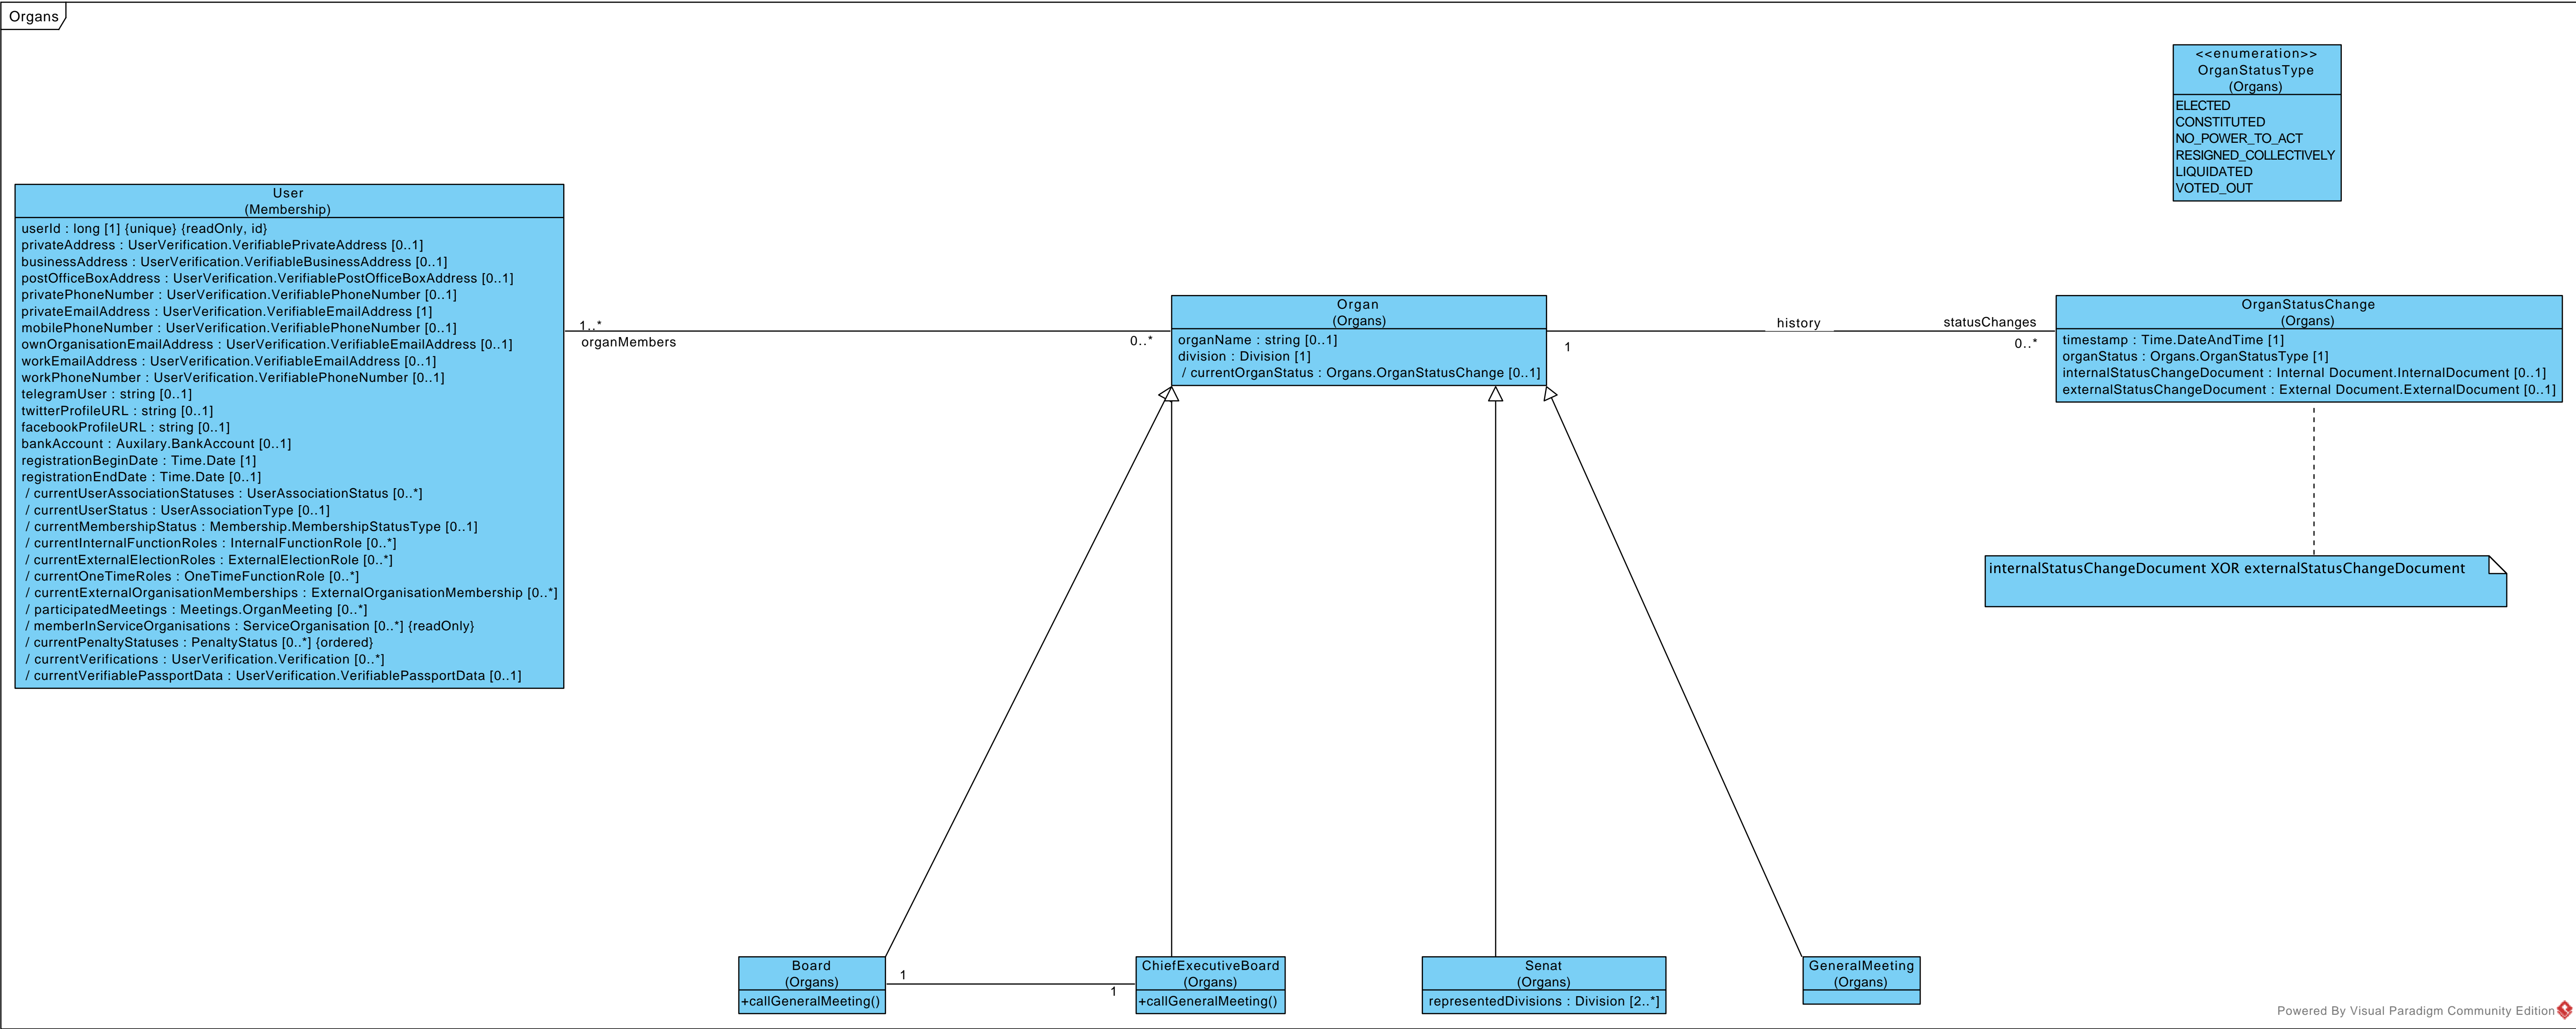 Organs
<<enumeration>>
OrganStatusType
(Organs)
ELECTED
CONSTITUTED
NO_POWER_TO_ACT
RESIGNED_COLLECTIVELY
LIQUIDATED
VOTED_OUT
User
(Membership)
userId : long [1] {unique} {readOnly, id}
privateAddress : UserVerification.VerifiablePrivateAddress [0..1]
businessAddress : UserVerification.VerifiableBusinessAddress [0..1]
postOfficeBoxAddress : UserVerification.VerifiablePostOfficeBoxAddress [0..1]
privatePhoneNumber : UserVerification.VerifiablePhoneNumber [0..1]
privateEmailAddress : UserVerification.VerifiableEmailAddress [1]
mobilePhoneNumber : UserVerification.VerifiablePhoneNumber [0..1]
ownOrganisationEmailAddress : UserVerification.VerifiableEmailAddress [0..1]
workEmailAddress : UserVerification.VerifiableEmailAddress [0..1]
workPhoneNumber : UserVerification.VerifiablePhoneNumber [0..1]
telegramUser : string [0..1]
twitterProfileURL : string [0..1]
facebookProfileURL : string [0..1]
bankAccount : Auxilary.BankAccount [0..1]
registrationBeginDate : Time.Date [1]
registrationEndDate : Time.Date [0..1]
/ currentUserAssociationStatuses : UserAssociationStatus [0..*]
/ currentUserStatus : UserAssociationType [0..1]
/ currentMembershipStatus : Membership.MembershipStatusType [0..1]
/ currentInternalFunctionRoles : InternalFunctionRole [0..*]
/ currentExternalElectionRoles : ExternalElectionRole [0..*]
/ currentOneTimeRoles : OneTimeFunctionRole [0..*]
/ currentExternalOrganisationMemberships : ExternalOrganisationMembership [0..*]
/ participatedMeetings : Meetings.OrganMeeting [0..*]
/ memberInServiceOrganisations : ServiceOrganisation [0..*] {readOnly}
/ currentPenaltyStatuses : PenaltyStatus [0..*] {ordered}
/ currentVerifications : UserVerification.Verification [0..*]
/ currentVerifiablePassportData : UserVerification.VerifiablePassportData [0..1]
1..*
organMembers
0..*
Organ
(Organs)
organName : string [0..1]
division : Division [1]
/ currentOrganStatus : Organs.OrganStatusChange [0..1]
1
history
statusChanges
0..*
OrganStatusChange
(Organs)
timestamp : Time.DateAndTime [1]
organStatus : Organs.OrganStatusType [1]
internalStatusChangeDocument : Internal Document.InternalDocument [0..1]
externalStatusChangeDocument : External Document.ExternalDocument [0..1]
internalStatusChangeDocument XOR externalStatusChangeDocument
Board
(Organs)
+callGeneralMeeting()
1
1
ChiefExecutiveBoard
(Organs)
+callGeneralMeeting()
Senat
(Organs)
representedDivisions : Division [2..*]
GeneralMeeting
(Organs)
Powered By Visual Paradigm Community Edition